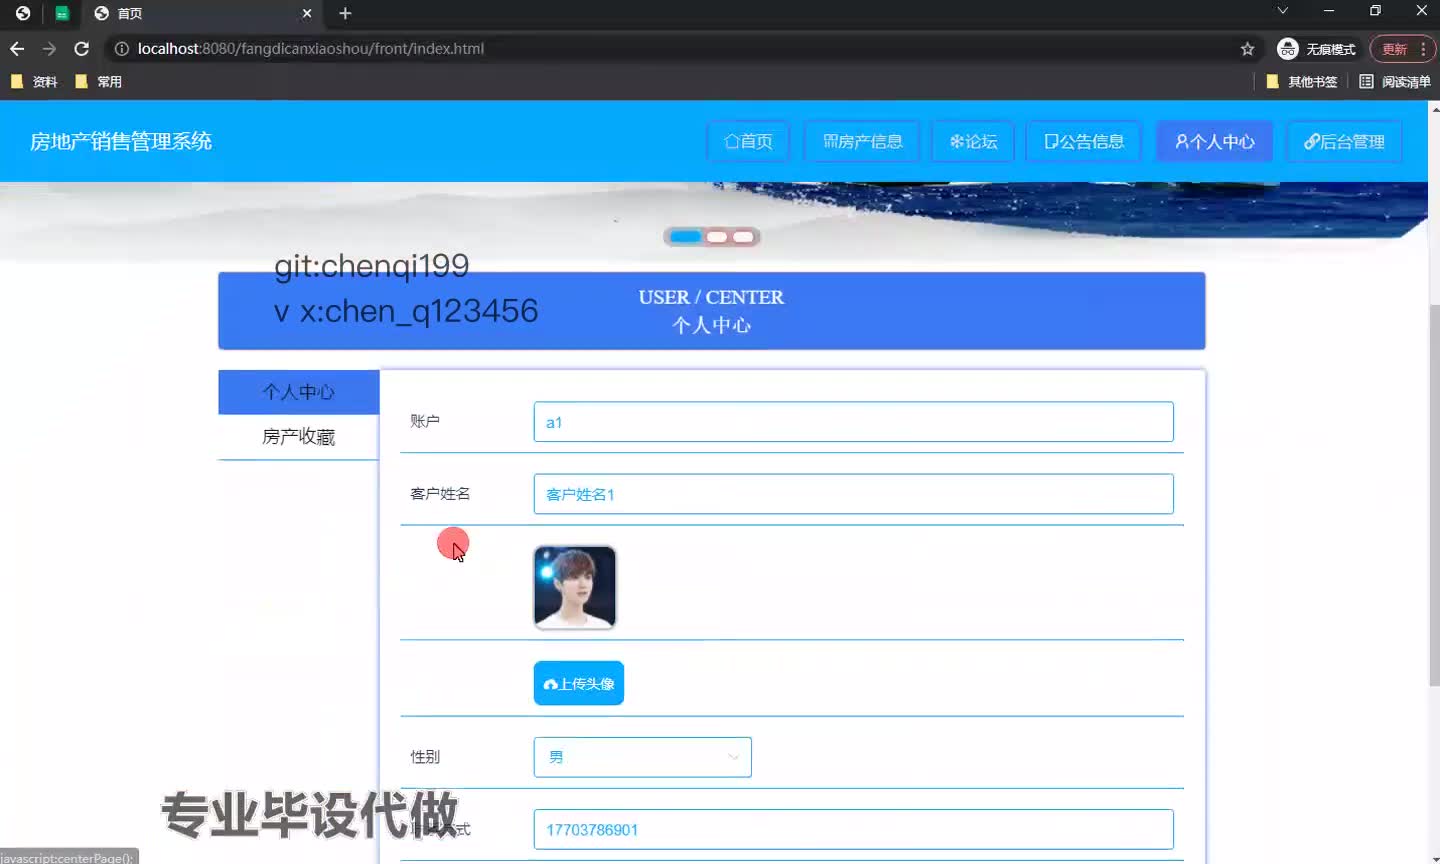 首页
localhost:8080/fangdicanxiaoshou/front/index.html
无痕模式
更新
资料
常用
其他书签
阅读清单
房地产销售管理系统
首页
房产信息
论坛
公告信息
个人中心
后台管理
git:chenqi199
v x:chen_q123456
USER / CENTER
个人中心
个人中心
房产收藏
账户
a1
客户姓名
客户姓名1
上传头像
性别
男
专业毕设代做
式
17703786901
javascript:centerPage();